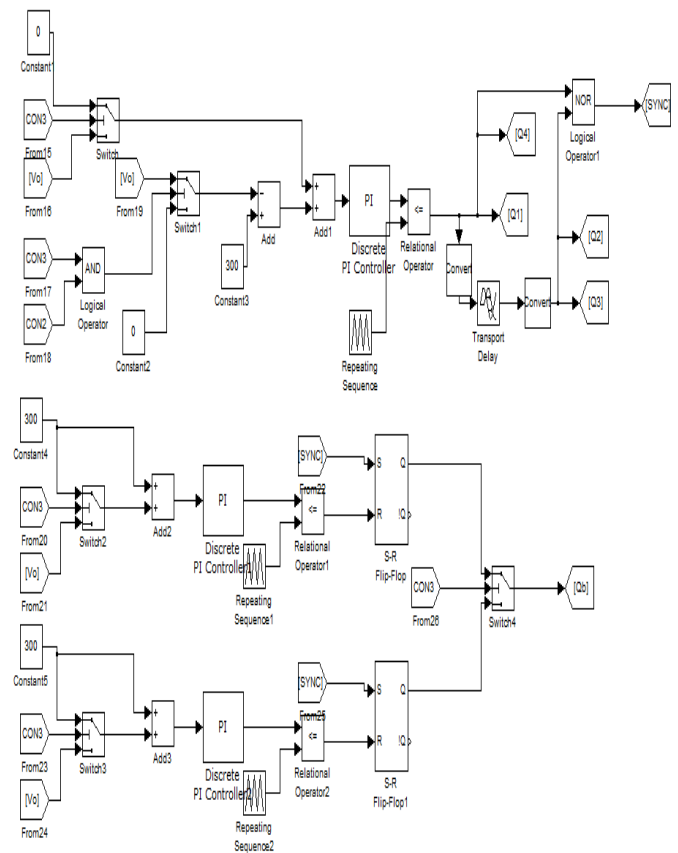 0
Constant1
CON3
From15
Switch
[Vo]
From16
[Vo]
From19
Switch1
CON3
From17
AND
Logical
Operator
CON2
From18
0
Constant2
300
Constant3
Add
Add1
PI
Discrete
PI Controller
Repeating
Sequence
<=
Relational
Operator
Convert
Transport
Delay
Convert
NOR
Logical
Operator1
[SYNC]
[Q4]
[Q1]
[Q2]
[Q3]
300
Constant4
CON3
From20
[Vo]
From21
Switch2
+
+
Add2
PI
Discrete
PI Controller1
Repeating
Sequence1
[SYNC]
From22
<=
Relational
Operator1
S
Q
R
!Q
S-R
Flip-Flop
CON3
From26
Switch4
[Qb]
300
Constant5
CON3
From23
[Vo]
From24
Switch3
+
+
Add3
PI
Discrete
PI Controller2
Repeating
Sequence2
[SYNC]
From25
<=
Relational
Operator2
S
Q
R
!Q
S-R
Flip-Flop1